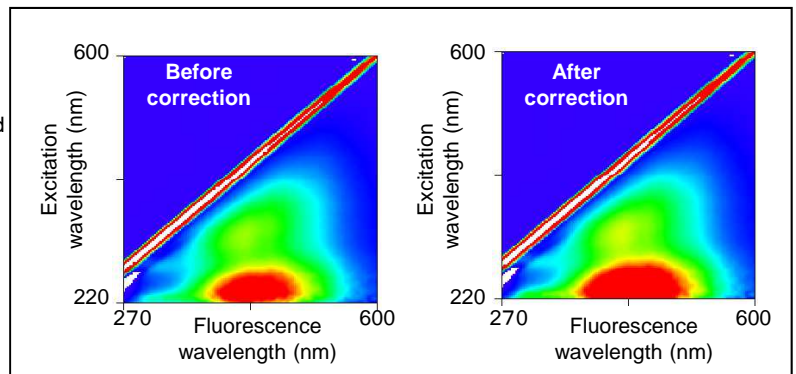 d
600
Before
correction
Excitation
wavelength (nm)
220
270
Fluorescence
wavelength (nm)
600
600
After
correction
Excitation
wavelength (nm)
220
270
Fluorescence
wavelength (nm)
600